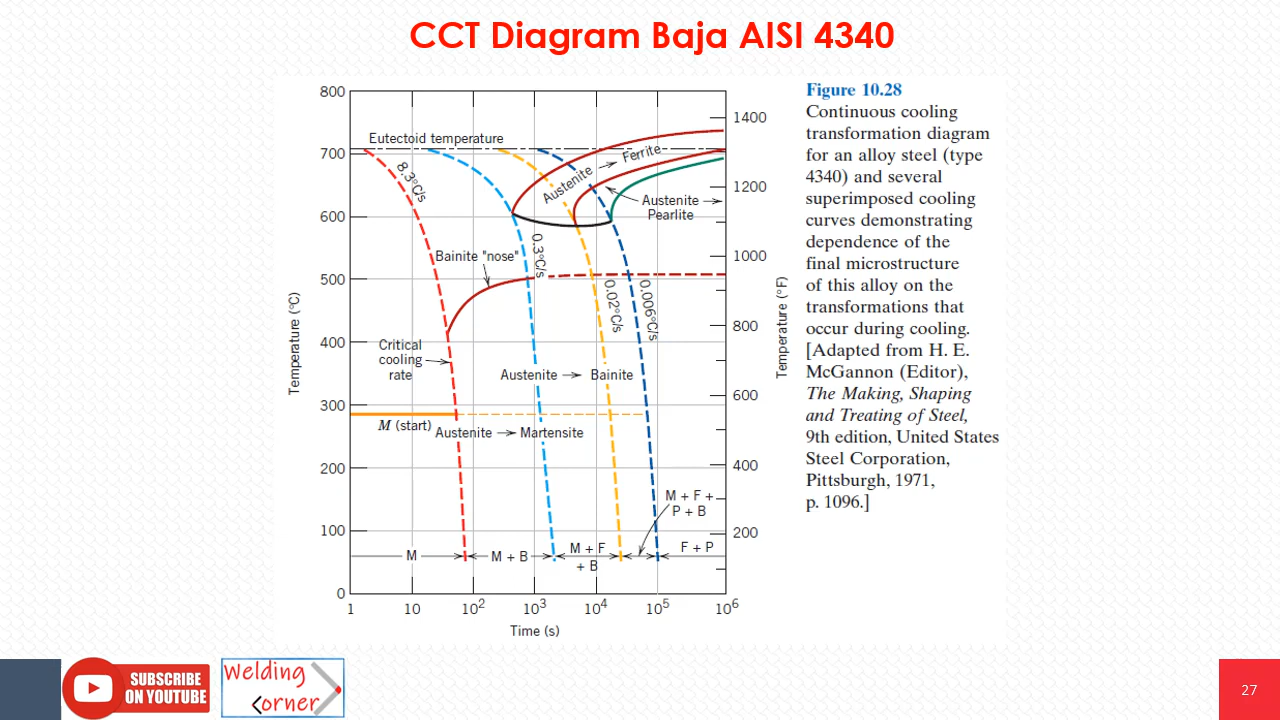 CCT Diagram Baja AISI 4340
800
700
600
500
400
300
200
100
0
Temperature (°C)
1
10
10²
10³
10⁴
10⁵
10⁶
Time (s)
1400
1200
1000
800
600
400
200
Temperature (°F)
Eutectoid temperature
8.3°C/s
0.3°C/s
0.02°C/s
0.006°C/s
Austenite → Ferrite
Austenite →
Pearlite
Bainite "nose"
Critical
cooling
rate
Austenite → Bainite
M (start)
Austenite → Martensite
M + F +
P + B
M
M + B
M + F
+ B
F + P
Figure 10.28
Continuous cooling
transformation diagram
for an alloy steel (type
4340) and several
superimposed cooling
curves demonstrating
dependence of the
final microstructure
of this alloy on the
transformations that
occur during cooling.
[Adapted from H. E.
McGannon (Editor),
The Making, Shaping
and Treating of Steel,
9th edition, United States
Steel Corporation,
Pittsburgh, 1971,
p. 1096.]
SUBSCRIBE
ON YOUTUBE
Welding
Corner
27